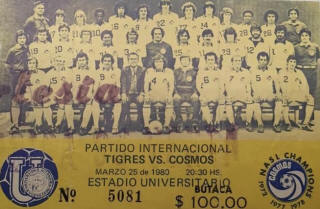 PARTIDO INTERNACIONAL
TIGRES VS. COSMOS
MARZO 25 de 1980 20:30 HS.
ESTADIO UNIVERSITARIO
BUTACA
Nº 5081 $ 100.00
NASL CHAMPIONS
COSMOS
1977 1978